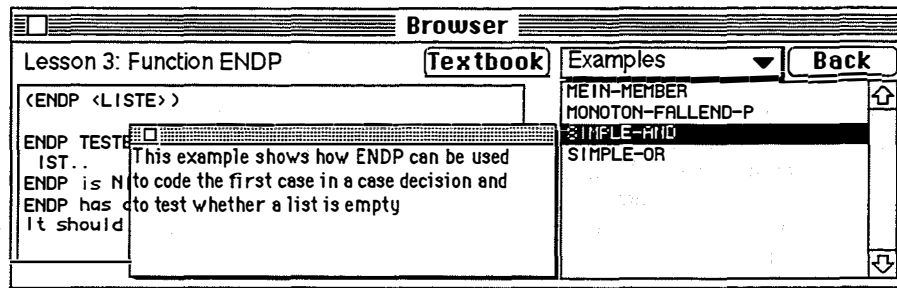 Browser
Lesson 3: Function ENDP
Textbook
Examples
Back
(ENDP <LISTE>)
ENDP TESTE
IST..
ENDP is N
ENDP has
It should
This example shows how ENDP can be used
to code the first case in a case decision and
to test whether a list is empty
MEIN-MEMBER
MONOTON-FALLEND-P
SIMPLE-AND
SIMPLE-OR